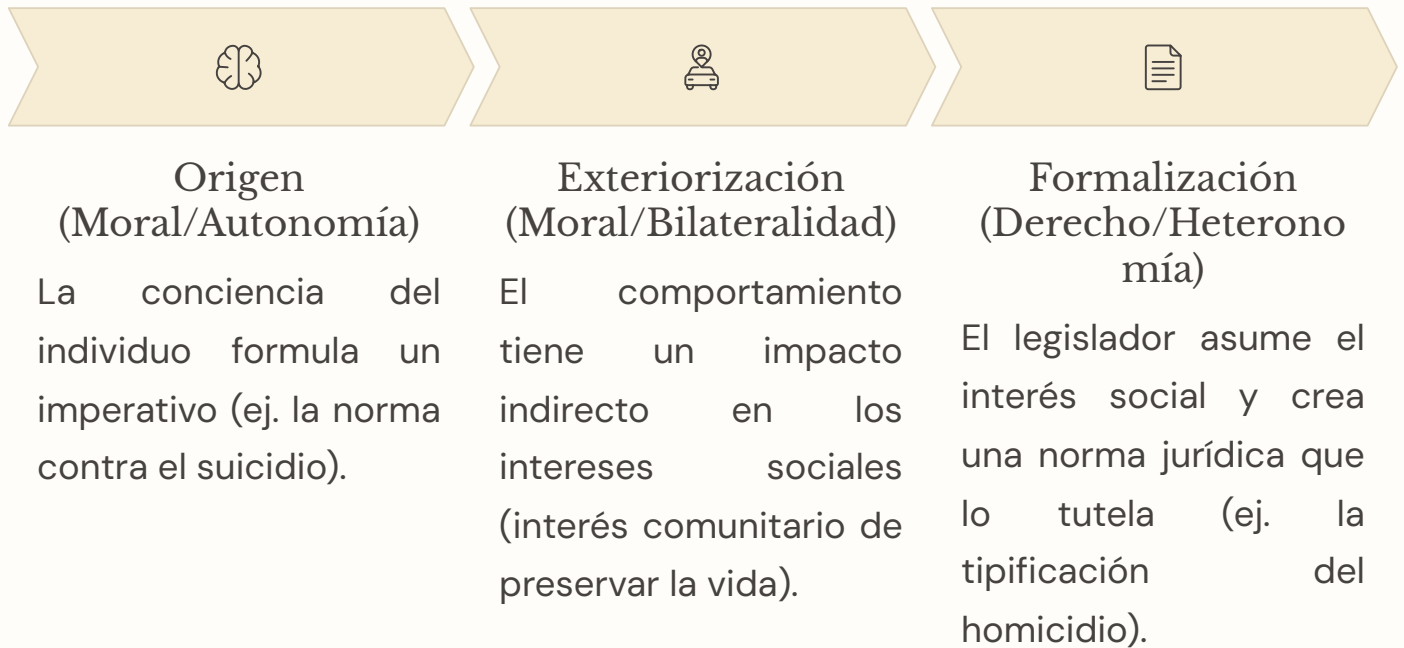 Origen
(Moral/Autonomía)
La conciencia del
individuo formula un
imperativo (ej. la norma
contra el suicidio).
Exteriorización
(Moral/Bilateralidad)
El comportamiento
tiene un impacto
indirecto en los
intereses sociales
(interés comunitario de
preservar la vida).
Formalización
(Derecho/Heterono
mía)
El legislador asume el
interés social y crea
una norma jurídica que
lo tutela (ej. la
tipificación del
homicidio).